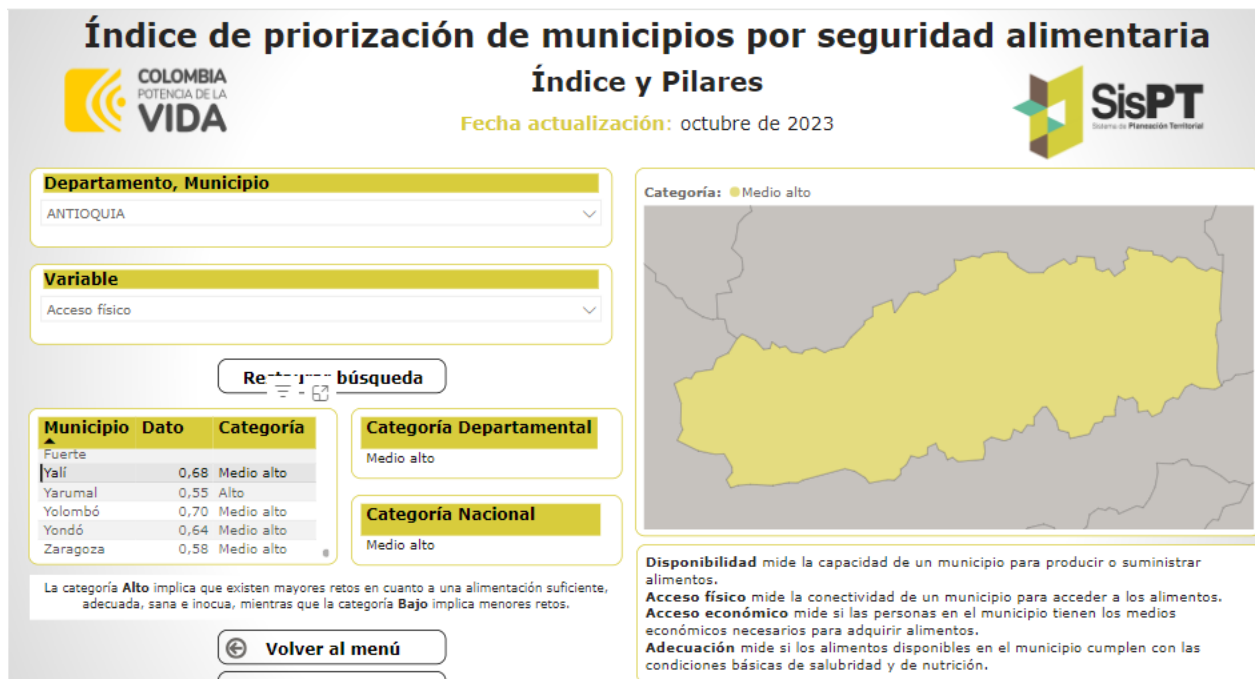 Índice de priorización de municipios por seguridad alimentaria
COLOMBIA
POTENCIA DE LA
VIDA
Índice y Pilares
Fecha actualización: octubre de 2023
SisPT
Sistema de Planeación Territorial
Departamento, Municipio
ANTIOQUIA
Variable
Acceso físico
Restaurar búsqueda
Municipio Dato Categoría
Fuerte
Yalí 0,68 Medio alto
Yarumal 0,55 Alto
Yolombó 0,70 Medio alto
Yondó 0,64 Medio alto
Zaragoza 0,58 Medio alto
Categoría Departamental
Medio alto
Categoría Nacional
Medio alto
La categoría Alto implica que existen mayores retos en cuanto a una alimentación suficiente,
adecuada, sana e inocua, mientras que la categoría Bajo implica menores retos.
Volver al menú
Categoría: Medio alto
Disponibilidad mide la capacidad de un municipio para producir o suministrar
alimentos.
Acceso físico mide la conectividad de un municipio para acceder a los alimentos.
Acceso económico mide si las personas en el municipio tienen los medios
económicos necesarios para adquirir alimentos.
Adecuación mide si los alimentos disponibles en el municipio cumplen con las
condiciones básicas de salubridad y de nutrición.